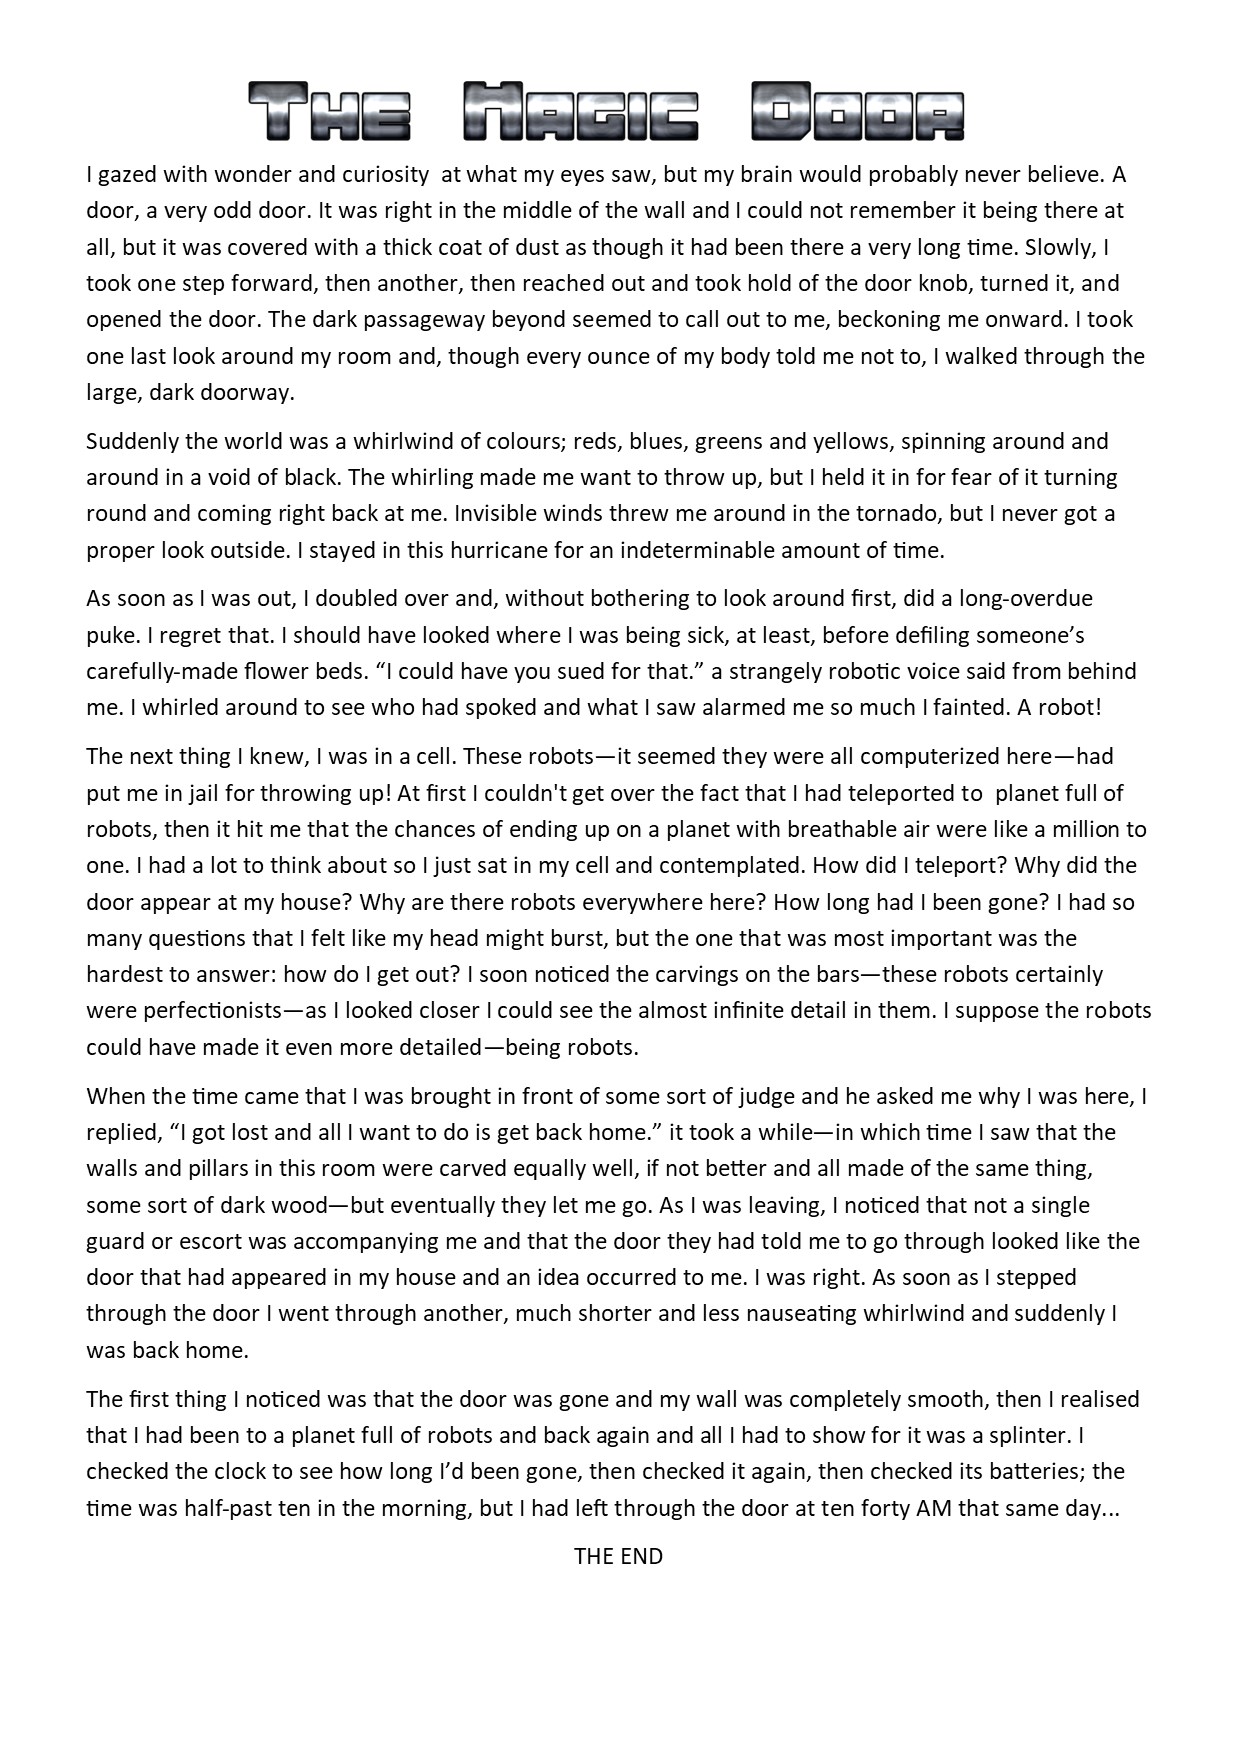 The Magic Door
I gazed with wonder and curiosity  at what my eyes saw, but my brain would probably never believe. A
door, a very odd door. It was right in the middle of the wall and I could not remember it being there at
all, but it was covered with a thick coat of dust as though it had been there a very long time. Slowly, I
took one step forward, then another, then reached out and took hold of the door knob, turned it, and
opened the door. The dark passageway beyond seemed to call out to me, beckoning me onward. I took
one last look around my room and, though every ounce of my body told me not to, I walked through the
large, dark doorway.
Suddenly the world was a whirlwind of colours; reds, blues, greens and yellows, spinning around and
around in a void of black. The whirling made me want to throw up, but I held it in for fear of it turning
round and coming right back at me. Invisible winds threw me around in the tornado, but I never got a
proper look outside. I stayed in this hurricane for an indeterminable amount of time.
As soon as I was out, I doubled over and, without bothering to look around first, did a long-overdue
puke. I regret that. I should have looked where I was being sick, at least, before defiling someone’s
carefully-made flower beds. “I could have you sued for that.” a strangely robotic voice said from behind
me. I whirled around to see who had spoked and what I saw alarmed me so much I fainted. A robot!
The next thing I knew, I was in a cell. These robots—it seemed they were all computerized here—had
put me in jail for throwing up! At first I couldn't get over the fact that I had teleported to  planet full of
robots, then it hit me that the chances of ending up on a planet with breathable air were like a million to
one. I had a lot to think about so I just sat in my cell and contemplated. How did I teleport? Why did the
door appear at my house? Why are there robots everywhere here? How long had I been gone? I had so
many questions that I felt like my head might burst, but the one that was most important was the
hardest to answer: how do I get out? I soon noticed the carvings on the bars—these robots certainly
were perfectionists—as I looked closer I could see the almost infinite detail in them. I suppose the robots
could have made it even more detailed—being robots.
When the time came that I was brought in front of some sort of judge and he asked me why I was here, I
replied, “I got lost and all I want to do is get back home.” it took a while—in which time I saw that the
walls and pillars in this room were carved equally well, if not better and all made of the same thing,
some sort of dark wood—but eventually they let me go. As I was leaving, I noticed that not a single
guard or escort was accompanying me and that the door they had told me to go through looked like the
door that had appeared in my house and an idea occurred to me. I was right. As soon as I stepped
through the door I went through another, much shorter and less nauseating whirlwind and suddenly I
was back home.
The first thing I noticed was that the door was gone and my wall was completely smooth, then I realised
that I had been to a planet full of robots and back again and all I had to show for it was a splinter. I
checked the clock to see how long I’d been gone, then checked it again, then checked its batteries; the
time was half-past ten in the morning, but I had left through the door at ten forty AM that same day...
THE END